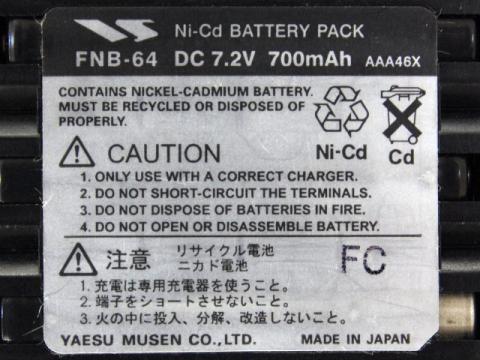 Ni-Cd BATTERY PACK
FNB-64 DC 7.2V 700mAh AAA46X
CONTAINS NICKEL-CADMIUM BATTERY.
MUST BE RECYCLED OR DISPOSED OF
PROPERLY.
Ni-Cd
Cd
CAUTION
1. ONLY USE WITH A CORRECT CHARGER.
2. DO NOT SHORT-CIRCUIT THE TERMINALS.
3. DO NOT DISPOSE OF BATTERIES IN FIRE.
4. DO NOT OPEN OR DISASSEMBLE BATTERY.
注意 リサイクル電池
ニカド電池
FC
1. 充電は専用充電器を使うこと。
2. 端子をショートさせないこと。
3. 火の中に投入、分解、改造しないこと。
YAESU MUSEN CO., LTD. MADE IN JAPAN